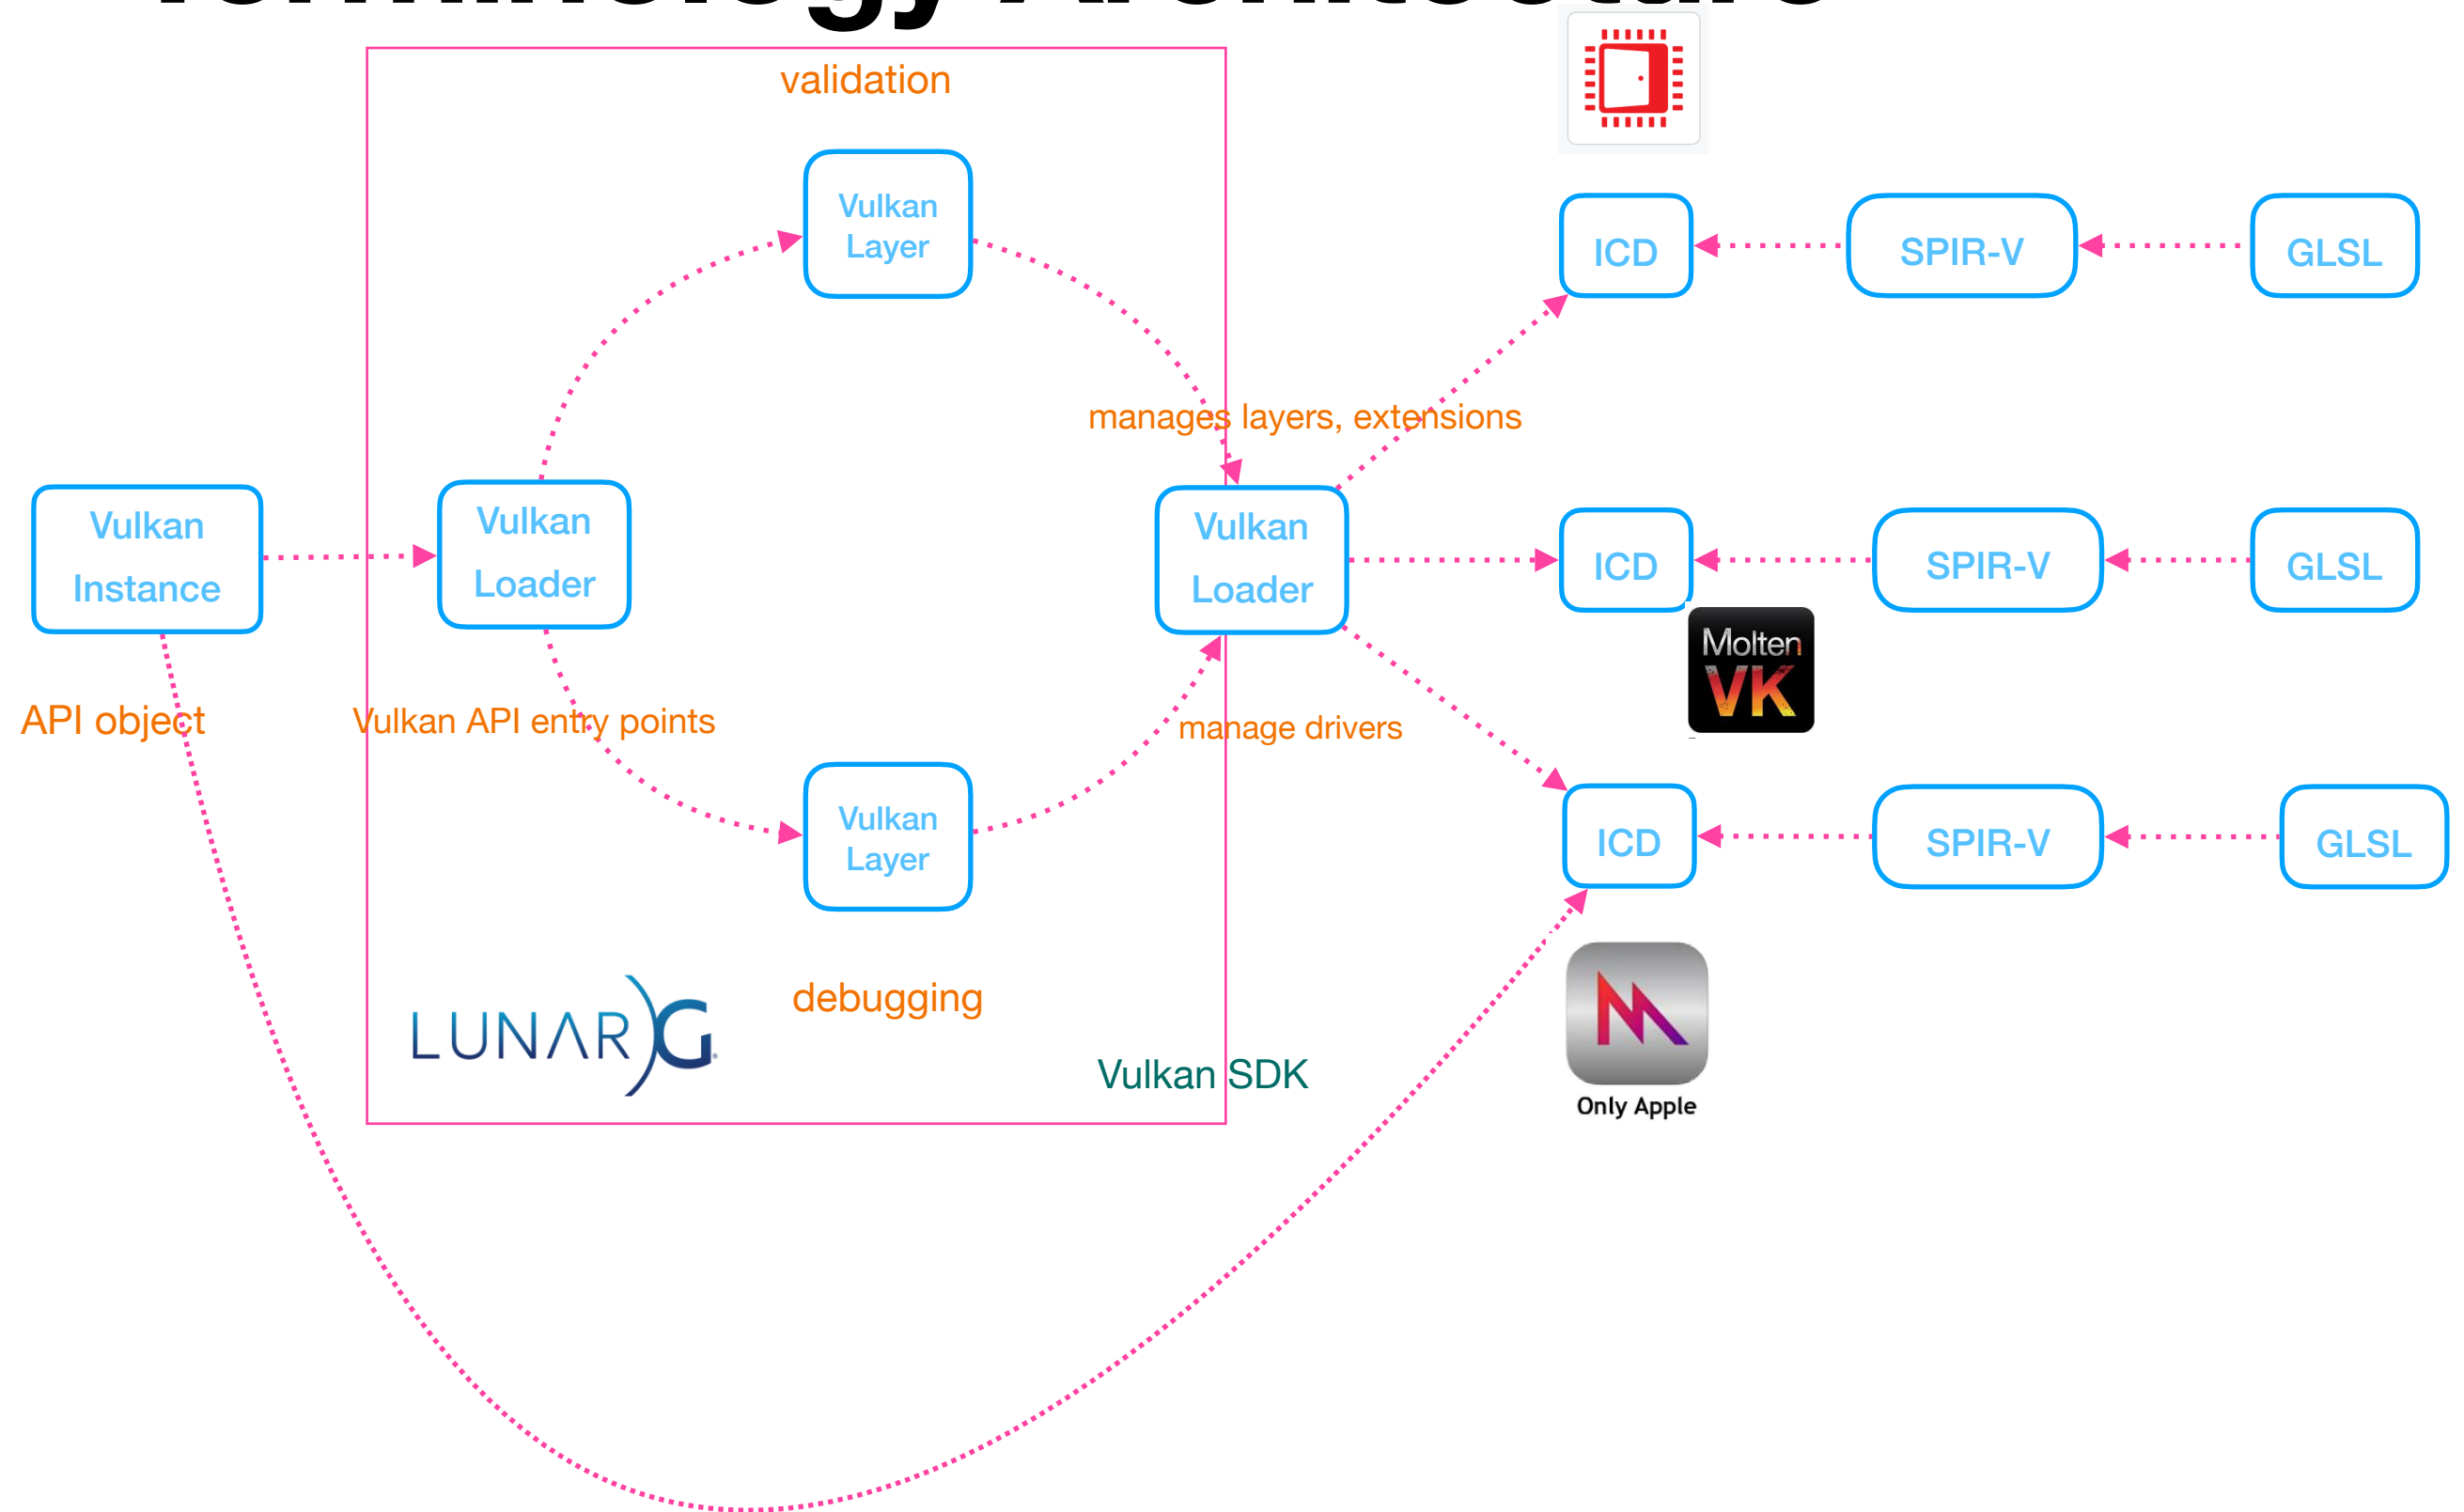 validation
Vulkan
Layer
ICD
SPIR-V
GLSL
manages layers, extensions
Vulkan
Instance
Vulkan
Loader
Vulkan
Loader
ICD
SPIR-V
GLSL
Molten
VK
API object
Vulkan API entry points
manage drivers
Vulkan
Layer
ICD
SPIR-V
GLSL
debugging
LUNARG
Vulkan SDK
Only Apple